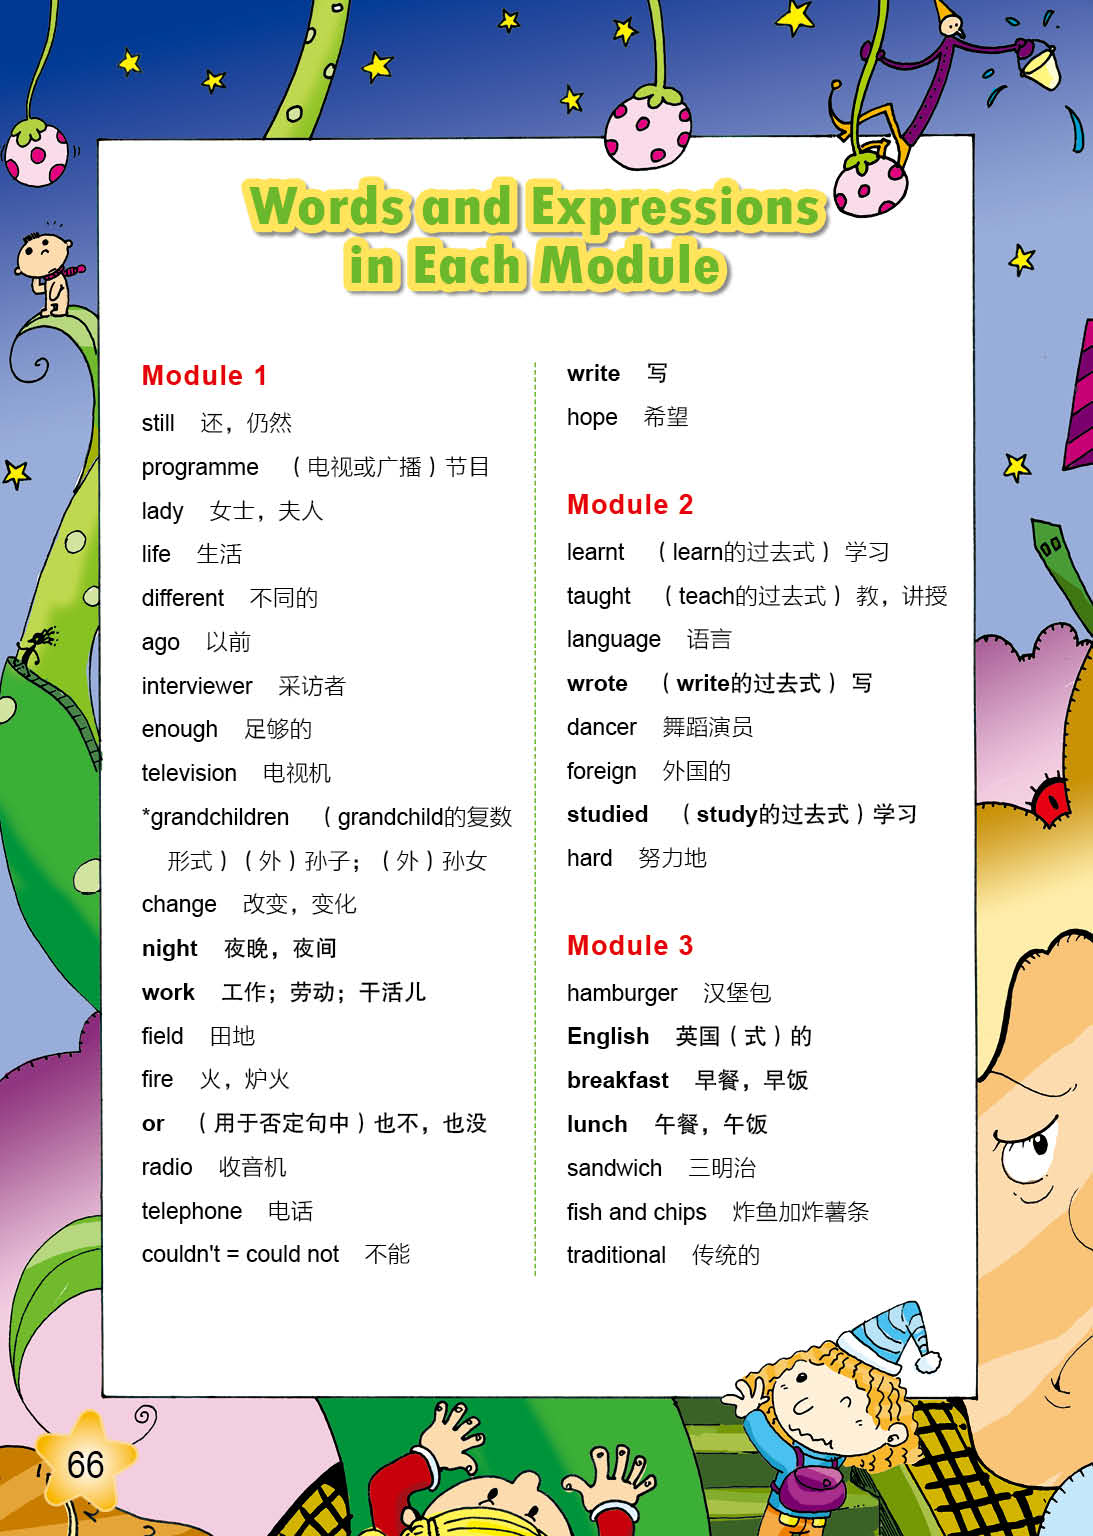 Words and Expressions
in Each Module
Module 1
still 还，仍然
programme （电视或广播）节目
lady 女士，夫人
life 生活
different 不同的
ago 以前
interviewer 采访者
enough 足够的
television 电视机
*grandchildren （grandchild的复数
形式）（外）孙子；（外）孙女
change 改变，变化
night 夜晚，夜间
work 工作；劳动；干活儿
field 田地
fire 火，炉火
or （用于否定句中）也不，也没
radio 收音机
telephone 电话
couldn't = could not 不能
write 写
hope 希望
Module 2
learnt （learn的过去式） 学习
taught （teach的过去式） 教，讲授
language 语言
wrote （write的过去式） 写
dancer 舞蹈演员
foreign 外国的
studied （study的过去式）学习
hard 努力地
Module 3
hamburger 汉堡包
English 英国（式）的
breakfast 早餐，早饭
lunch 午餐，午饭
sandwich 三明治
fish and chips 炸鱼加炸薯条
traditional 传统的
66